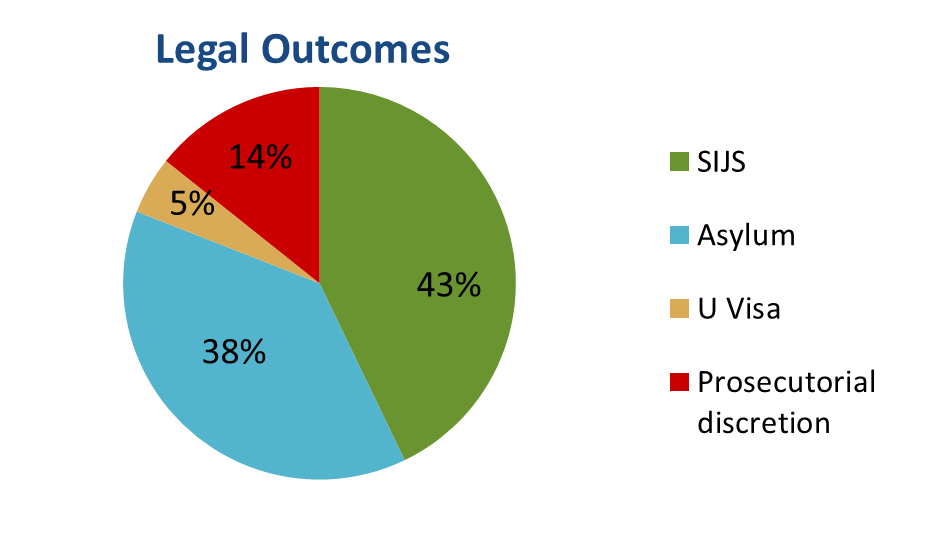 Legal Outcomes
14%
5%
43%
38%
SIJS
Asylum
U Visa
Prosecutorial
discretion